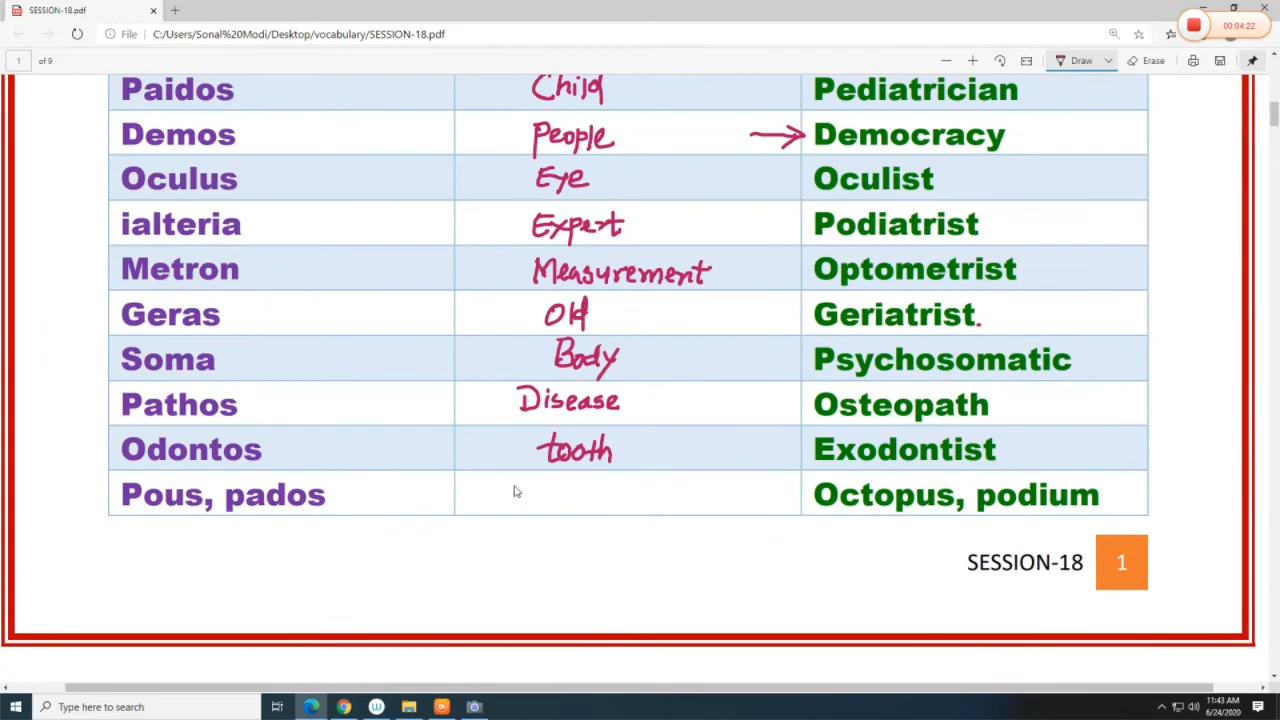 SESSION-18.pdf
00:04:22
File C:/Users/Sonal%20Modi/Desktop/vocabulary/SESSION-18.pdf
1 of 9 Draw Erase
Paidos Child Pediatrician
Demos People Democracy
Oculus Eye Oculist
ialteria Expert Podiatrist
Metron Measurement Optometrist
Geras Old Geriatrist.
Soma Body Psychosomatic
Pathos Disease Osteopath
Odontos tooth Exodontist
Pous, pados Octopus, podium
SESSION-18 1
Type here to search
11:43 AM
6/24/2020